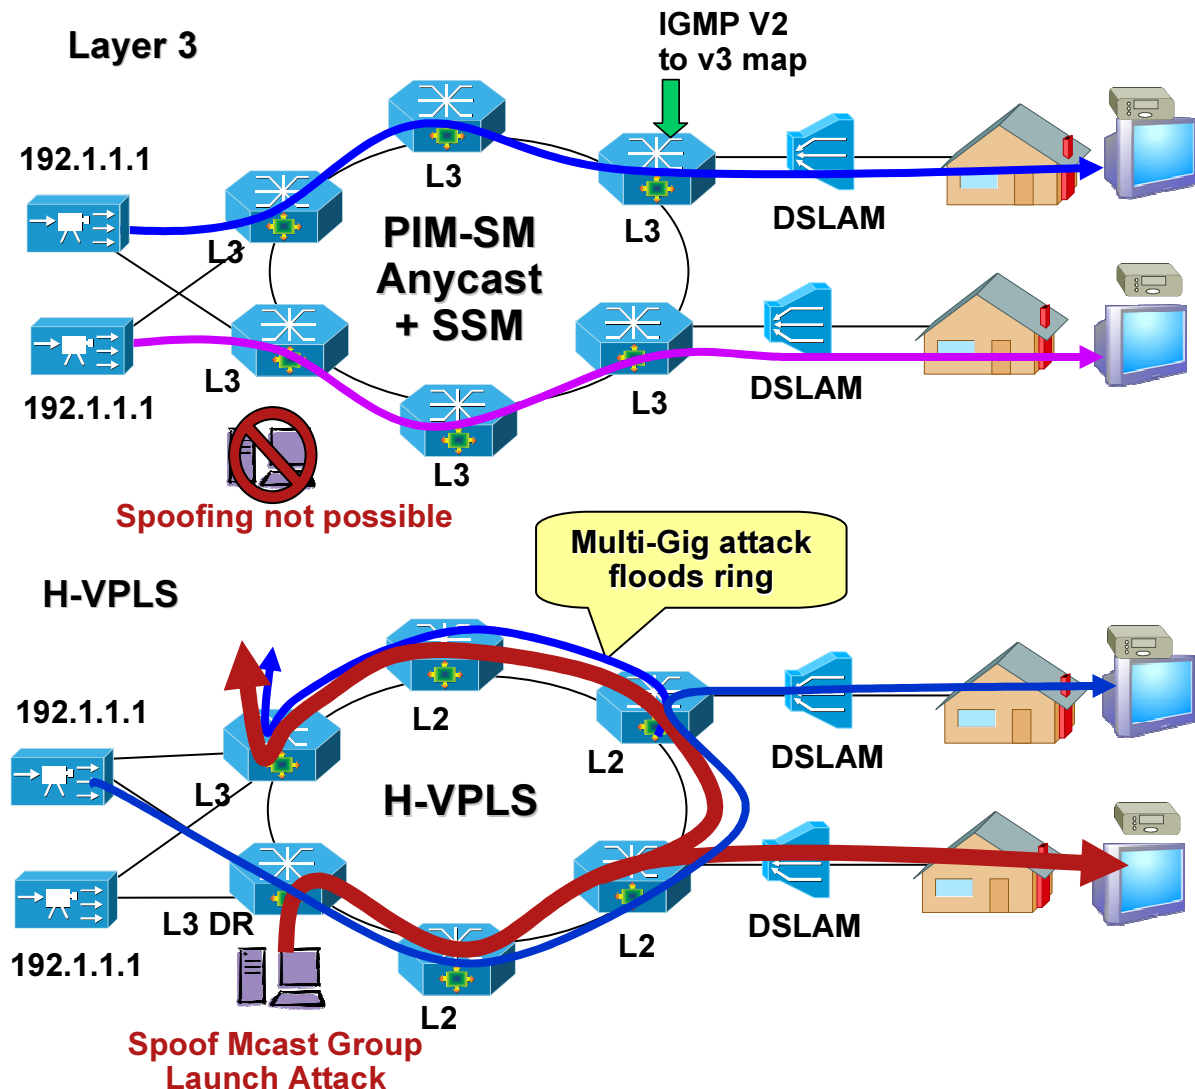 Layer 3
IGMP V2
to v3 map
192.1.1.1
L3
L3
L3
DSLAM
PIM-SM
Anycast
+ SSM
192.1.1.1
L3
L3
L3
DSLAM
Spoofing not possible
Multi-Gig attack
floods ring
H-VPLS
192.1.1.1
L2
L2
L3
DSLAM
H-VPLS
192.1.1.1
L3 DR
L2
L2
DSLAM
Spoof Mcast Group
Launch Attack